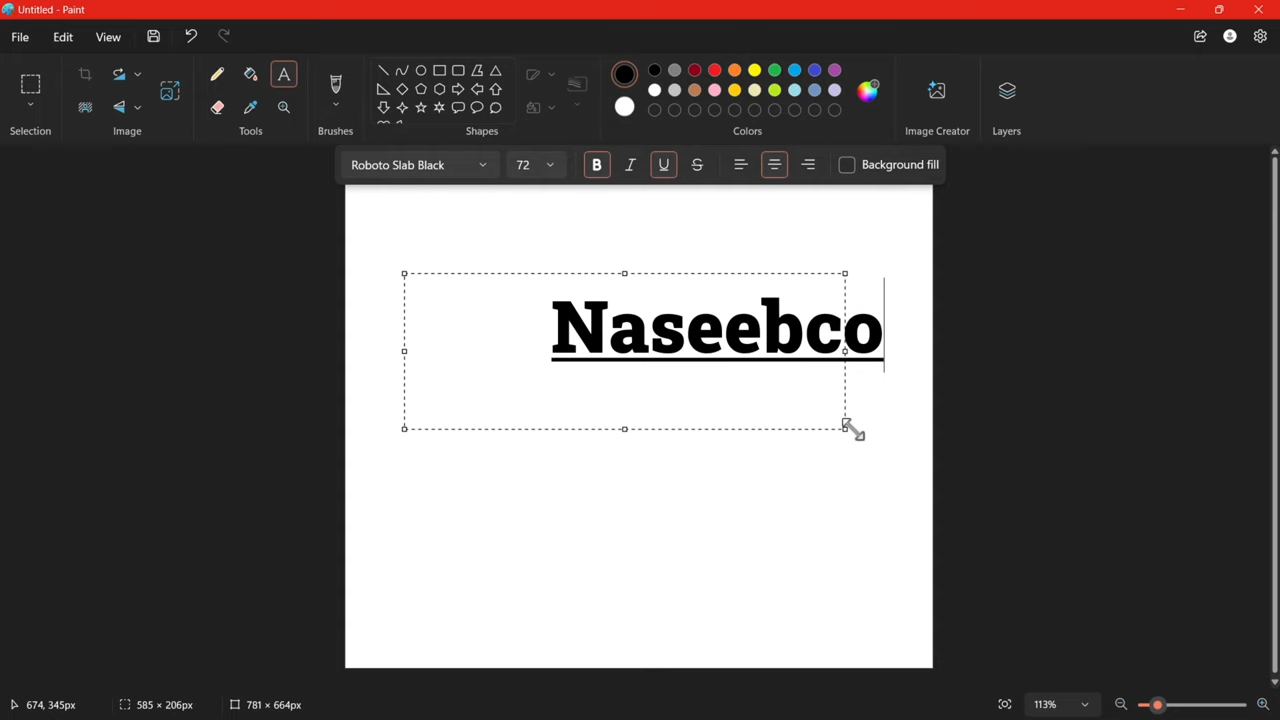 Untitled - Paint
File Edit View
Selection Image Tools Brushes Shapes Colors Image Creator Layers
Roboto Slab Black 72 B I U S Background fill
Naseebco
674, 345px 585 × 206px 781 × 664px 113%